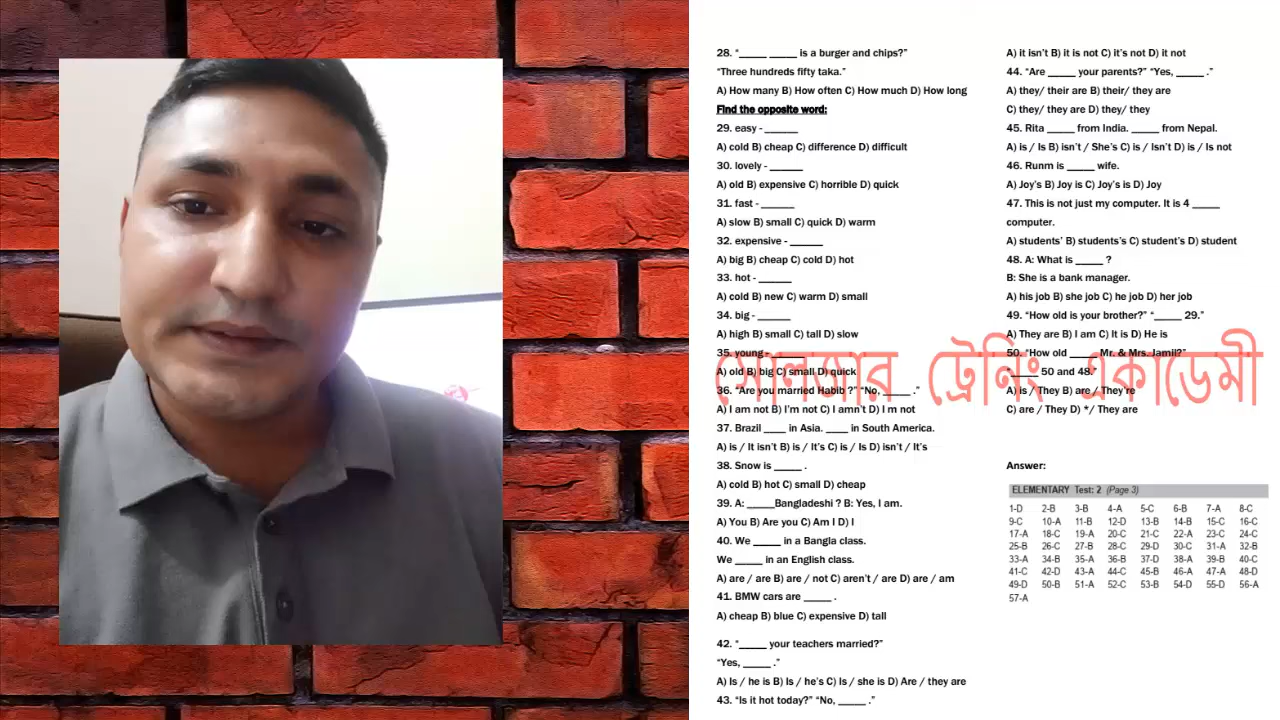 28. “_____ _____ is a burger and chips?”
“Three hundreds fifty taka.”
A) How many B) How often C) How much D) How long
Find the opposite word:
29. easy - ______
A) cold B) cheap C) difference D) difficult
30. lovely - ______
A) old B) expensive C) horrible D) quick
31. fast - ______
A) slow B) small C) quick D) warm
32. expensive - ______
A) big B) cheap C) cold D) hot
33. hot - ______
A) cold B) new C) warm D) small
34. big - ______
A) high B) small C) tall D) slow
35. young - ______
A) old B) big C) small D) quick
36. “Are you married Habib ?” “No, _____ .”
A) I am not B) I’m not C) I amn’t D) I m not
37. Brazil ____ in Asia. ____ in South America.
A) is / It isn’t B) is / It’s C) is / Is D) isn’t / It’s
38. Snow is _____ .
A) cold B) hot C) small D) cheap
39. A: _____Bangladeshi ? B: Yes, I am.
A) You B) Are you C) Am I D) I
40. We _____ in a Bangla class.
We _____ in an English class.
A) are / are B) are / not C) aren’t / are D) are / am
41. BMW cars are _____ .
A) cheap B) blue C) expensive D) tall
42. “_____ your teachers married?”
“Yes, _____ .”
A) Is / he is B) Is / he’s C) Is / she is D) Are / they are
43. “Is it hot today?” “No, _____ .”
A) it isn’t B) it is not C) it’s not D) it not
44. “Are _____ your parents?” “Yes, _____ .”
A) they/ their are B) their/ they are
C) they/ they are D) they/ they
45. Rita _____ from India. _____ from Nepal.
A) is / Is B) isn’t / She’s C) is / Isn’t D) is / Is not
46. Runm is _____ wife.
A) Joy’s B) Joy is C) Joy’s is D) Joy
47. This is not just my computer. It is 4 _____
computer.
A) students’ B) students’s C) student’s D) student
48. A: What is _____ ?
B: She is a bank manager.
A) his job B) she job C) he job D) her job
49. “How old is your brother?” “_____ 29.”
A) They are B) I am C) It is D) He is
50. “How old _____ Mr. & Mrs. Jamil?”
“_____ 50 and 48.”
A) is / They B) are / They’re
C) are / They D) */ They are
সোলজার ট্রেনিং একাডেমী
Answer:
ELEMENTARY Test: 2 (Page 3)
1-D 2-B 3-B 4-A 5-C 6-B 7-A 8-C
9-C 10-A 11-B 12-D 13-B 14-B 15-C 16-C
17-A 18-C 19-A 20-C 21-C 22-A 23-C 24-C
25-B 26-C 27-B 28-C 29-D 30-C 31-A 32-B
33-A 34-B 35-A 36-B 37-D 38-A 39-B 40-C
41-C 42-D 43-A 44-C 45-B 46-A 47-A 48-D
49-D 50-B 51-A 52-C 53-B 54-D 55-D 56-A
57-A